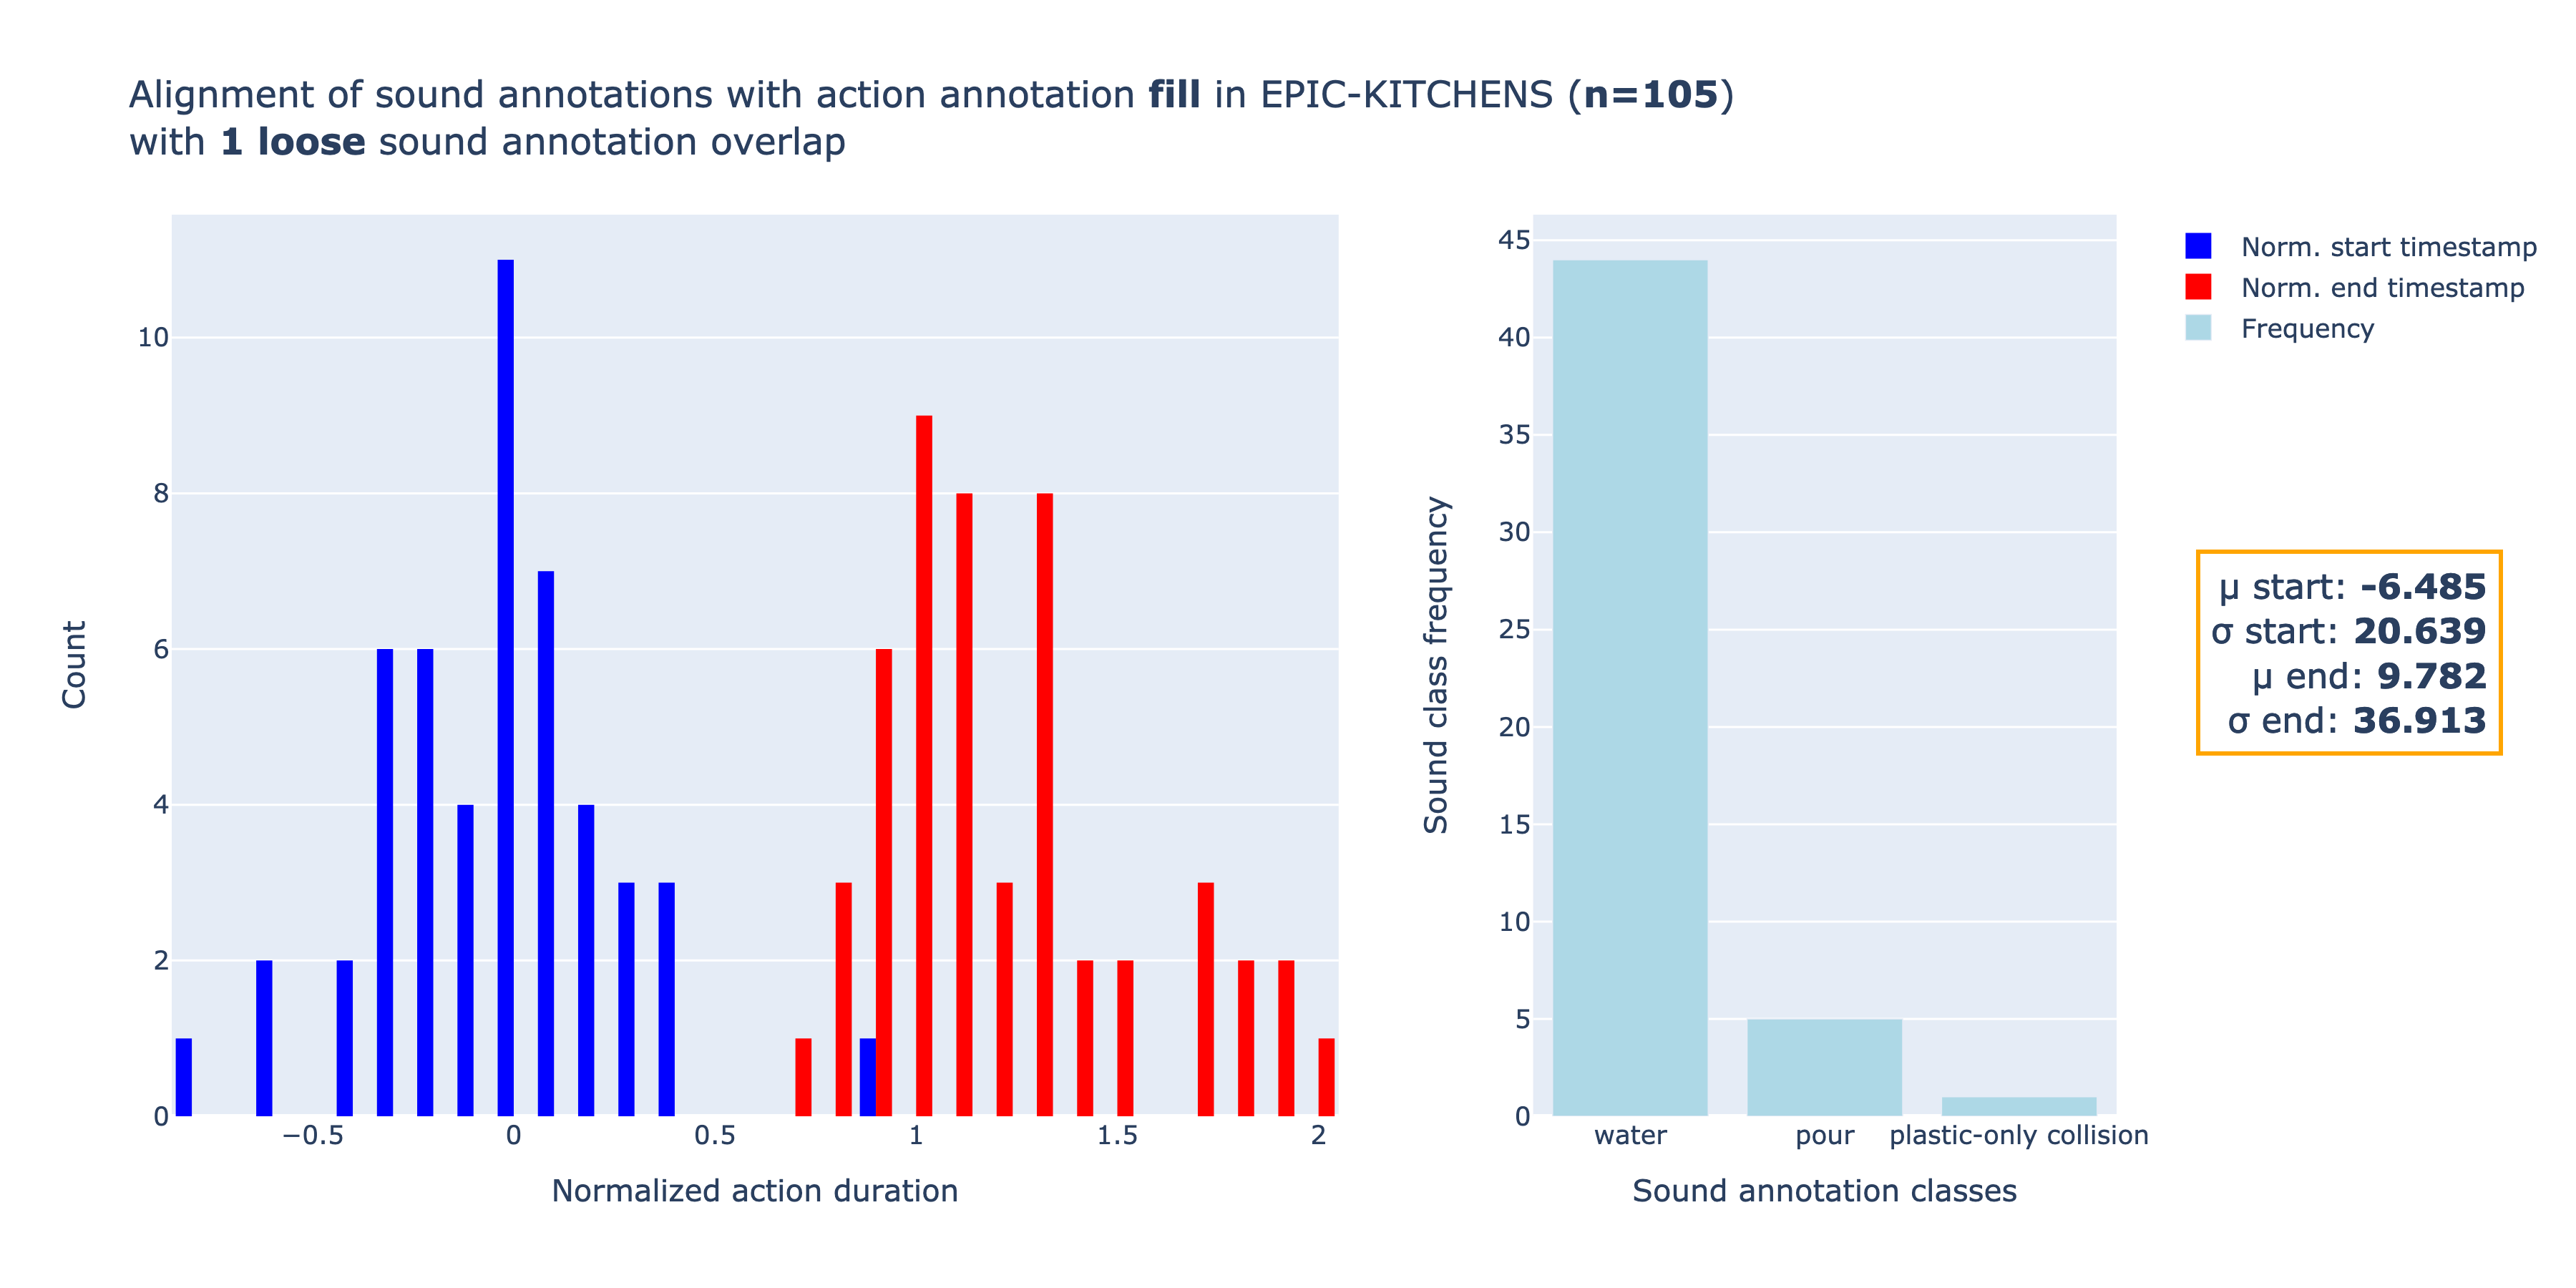 Alignment of sound annotations with action annotation fill in EPIC-KITCHENS (n=105)
with 1 loose sound annotation overlap
Count
10
8
6
4
2
0
−0.5
0
0.5
1
1.5
2
Normalized action duration
Sound class frequency
45
40
35
30
25
20
15
10
5
0
water
pour
plastic-only collision
Sound annotation classes
Norm. start timestamp
Norm. end timestamp
Frequency
μ start: -6.485
σ start: 20.639
μ end: 9.782
σ end: 36.913